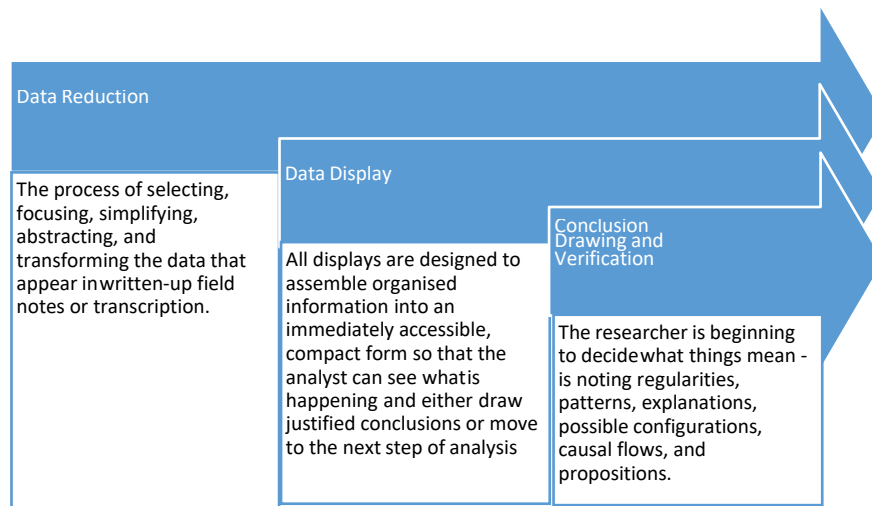 Data Reduction
The process of selecting,
focusing, simplifying,
abstracting, and
transforming the data that
appear inwritten-up field
notes or transcription.
Data Display
All displays are designed to
assemble organised
information into an
immediately accessible,
compact form so that the
analyst can see whatis
happening and either draw
justified conclusions or move
to the next step of analysis
Conclusion
Drawing and
Verification
The researcher is beginning
to decidewhat things mean -
is noting regularities,
patterns, explanations,
possible configurations,
causal flows, and
propositions.